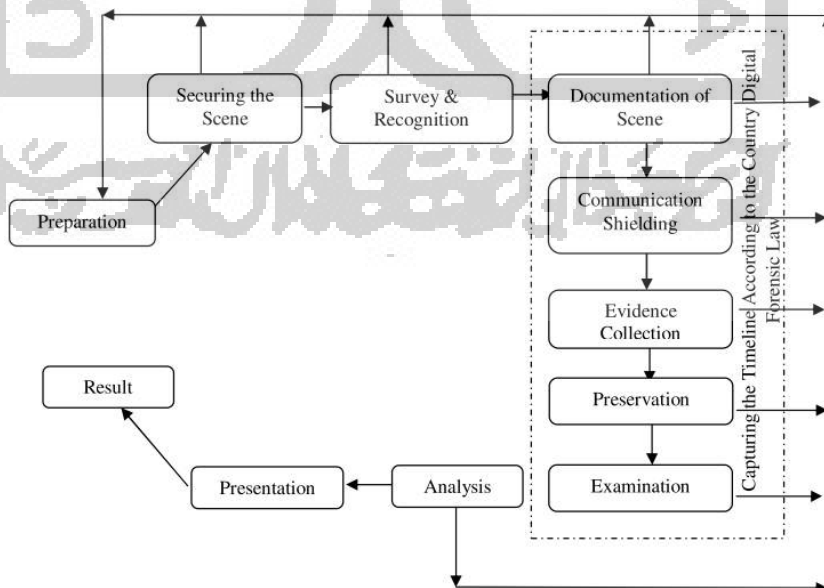 Securing the
Scene
Survey &
Recognition
Documentation of
Scene
Preparation
Communication
Shielding
Evidence
Collection
Preservation
Examination
Capturing the Timeline According to the Country Digital
Forensic Law
Result
Presentation
Analysis